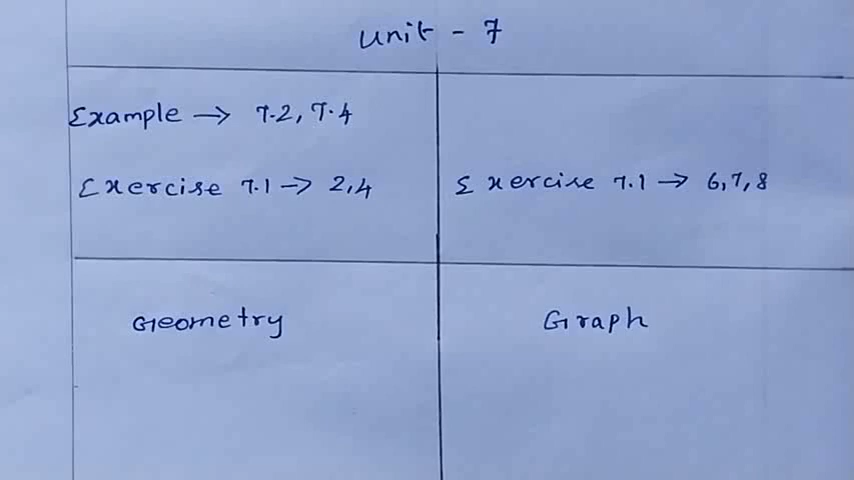 Unit - 7
Example → 7.2, 7.4
Exercise 7.1 → 2,4
Exercise 7.1 → 6,7,8
Geometry
Graph